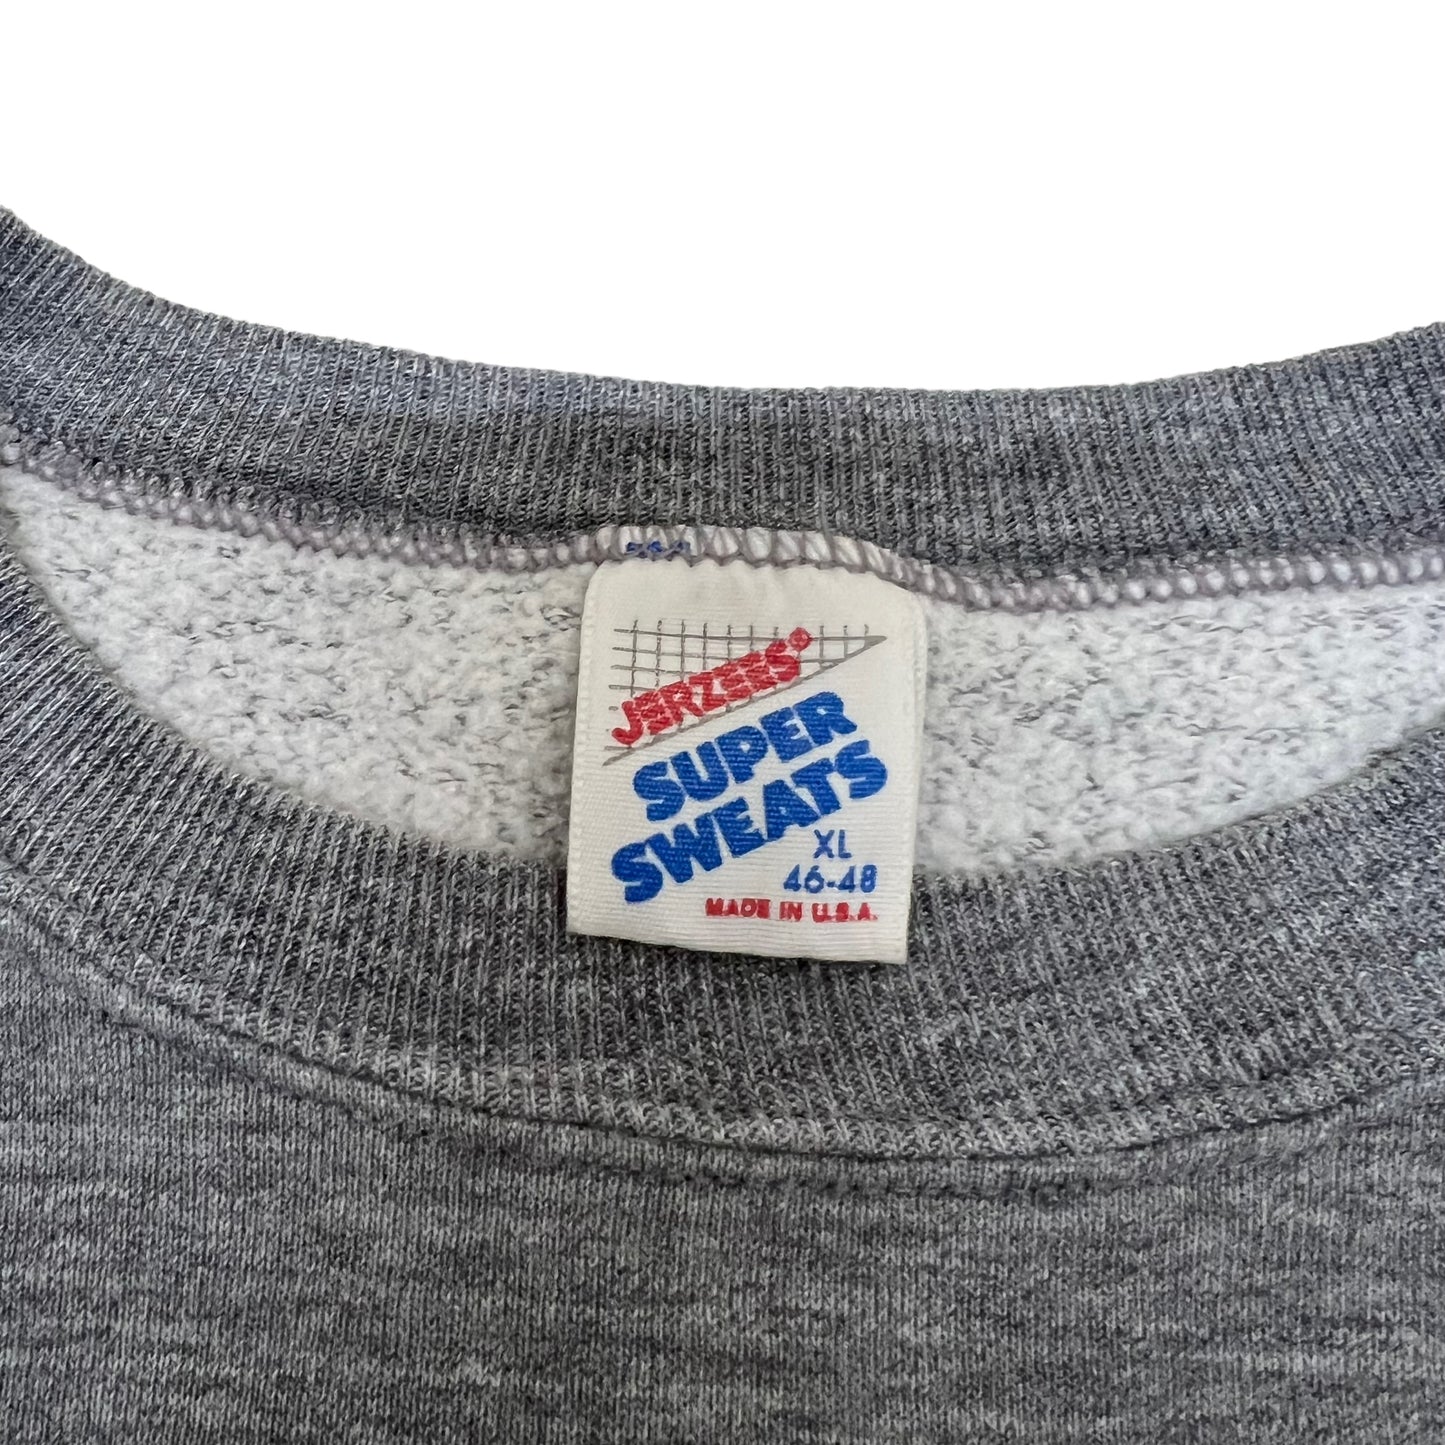 JERZEES®
SUPER
SWEATS
XL
46-48
MADE IN U.S.A.